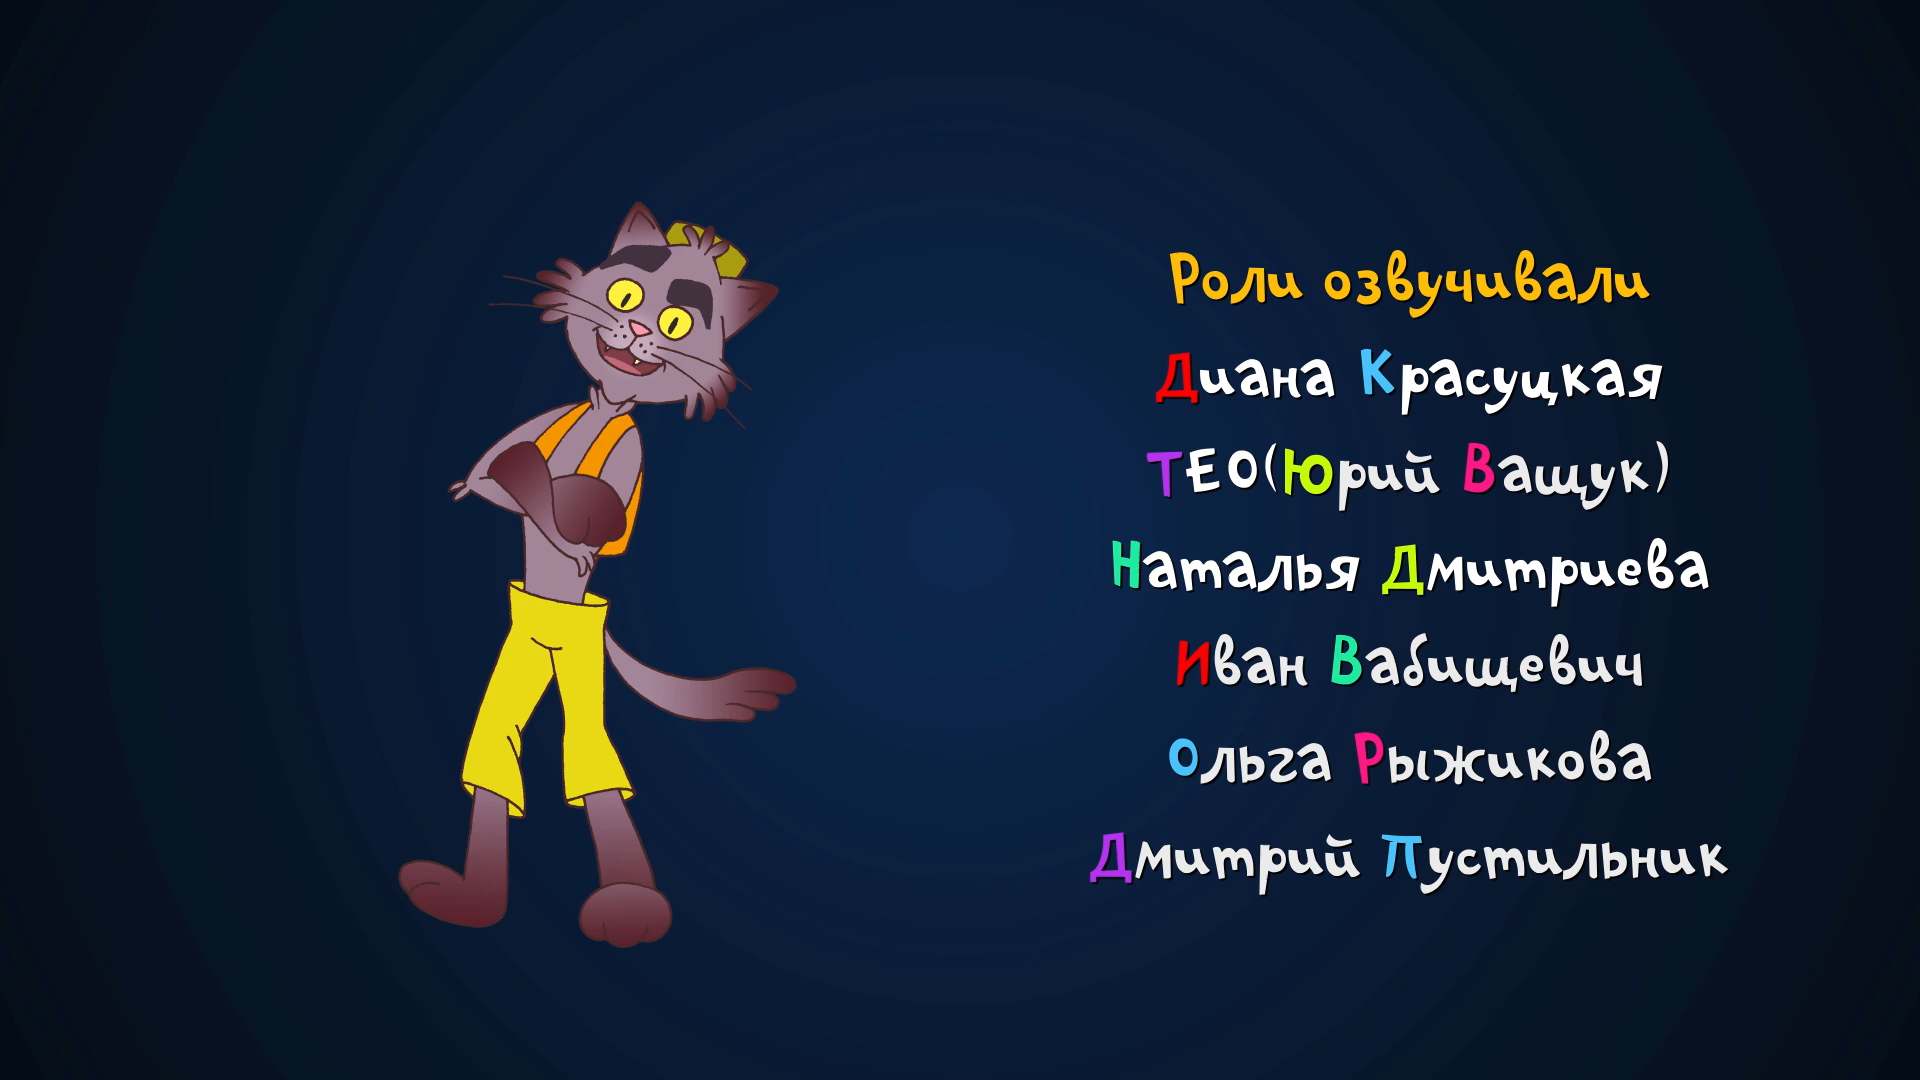 Роли озвучивали
Диана Красуцкая
ТЕО(Юрий Ващук)
Наталья Дмитриева
Иван Вабищевич
Ольга Рыжикова
Дмитрий Пустильник